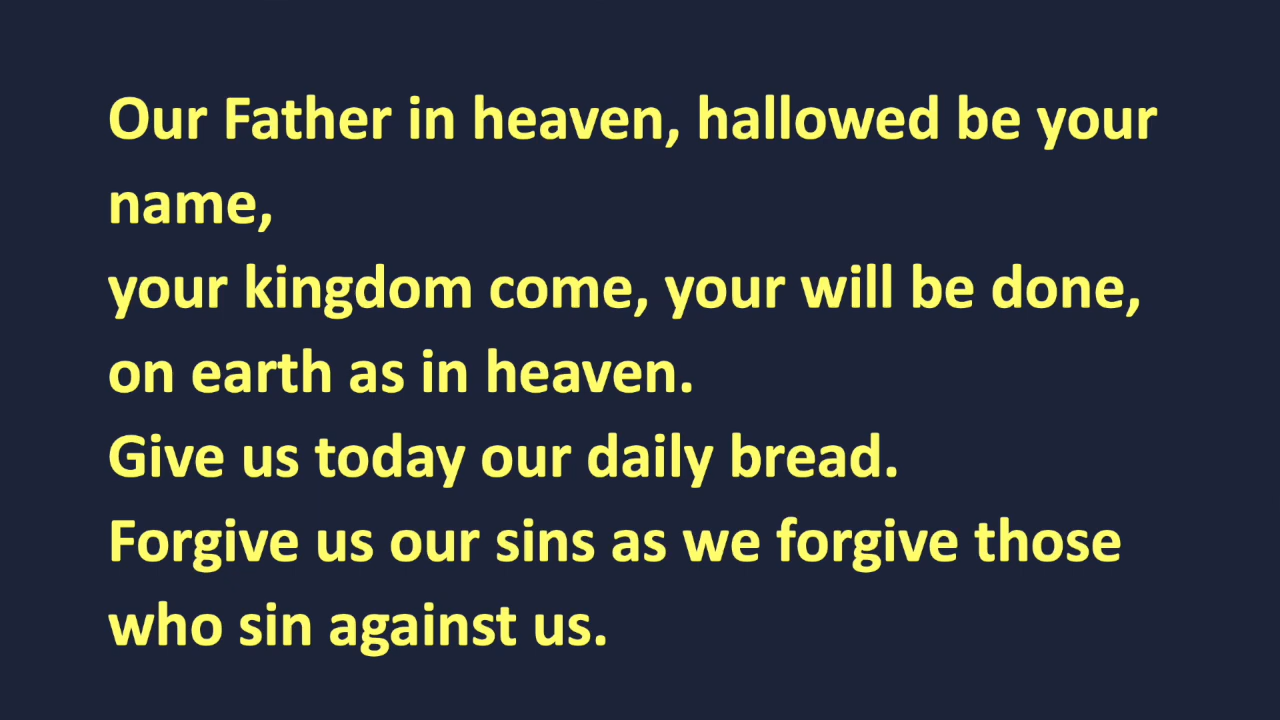 Our Father in heaven, hallowed be your
name,
your kingdom come, your will be done,
on earth as in heaven.
Give us today our daily bread.
Forgive us our sins as we forgive those
who sin against us.